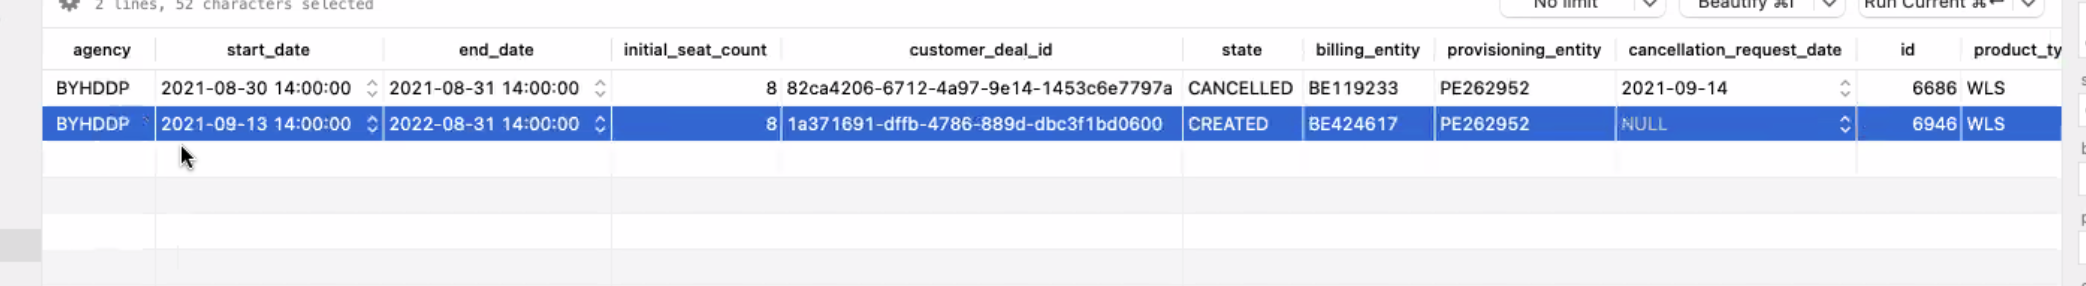 2 lines, 52 characters selected No limit Beautify ⌘I Run Current ⌘↵
agency start_date end_date initial_seat_count customer_deal_id state billing_entity provisioning_entity cancellation_request_date id product_ty
BYHDDP 2021-08-30 14:00:00 2021-08-31 14:00:00 8 82ca4206-6712-4a97-9e14-1453c6e7797a CANCELLED BE119233 PE262952 2021-09-14 6686 WLS
BYHDDP 2021-09-13 14:00:00 2022-08-31 14:00:00 8 1a371691-dffb-4786-889d-dbc3f1bd0600 CREATED BE424617 PE262952 NULL 6946 WLS